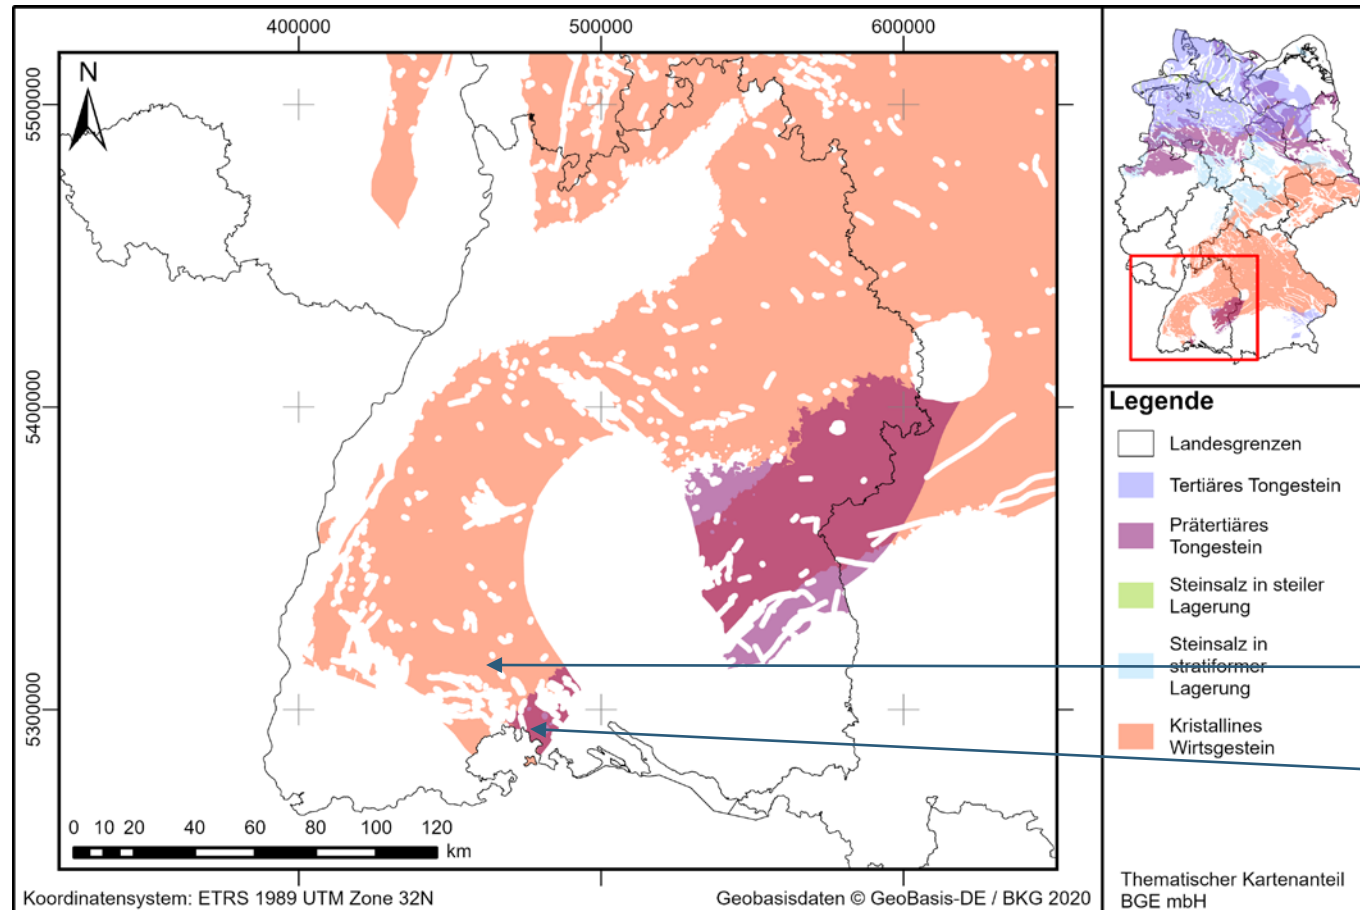 400000
500000
600000
N
5500000
5400000
5300000
0 10 20 40 60 80 100 120
km
Koordinatensystem: ETRS 1989 UTM Zone 32N
Geobasisdaten © GeoBasis-DE / BKG 2020
Legende
Landesgrenzen
Tertiäres Tongestein
Prätertiäres
Tongestein
Steinsalz in steiler
Lagerung
Steinsalz in
stratiformer
Lagerung
Kristallines
Wirtsgestein
Thematischer Kartenanteil
BGE mbH